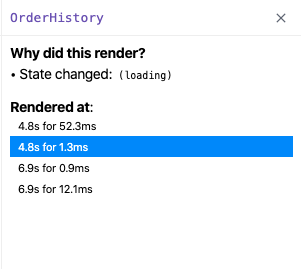 OrderHistory
Why did this render?
• State changed: (loading)
Rendered at:
4.8s for 52.3ms
4.8s for 1.3ms
6.9s for 0.9ms
6.9s for 12.1ms